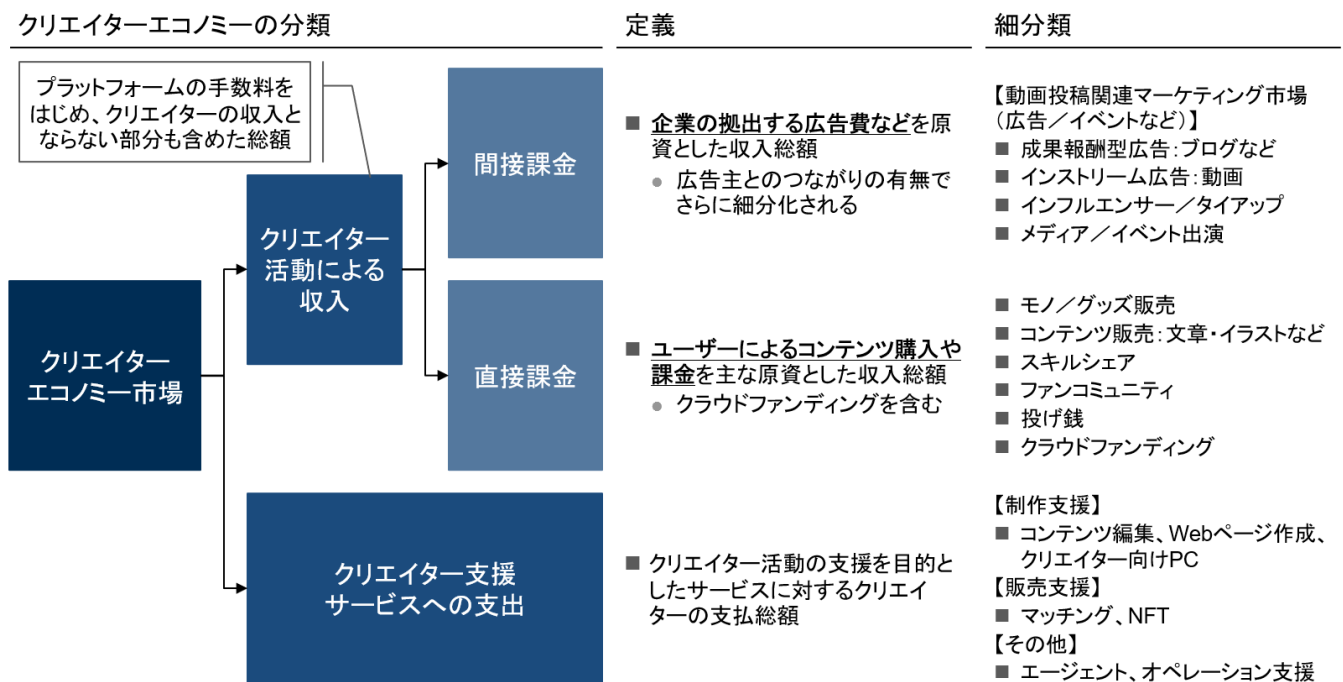 クリエイターエコノミーの分類
定義
細分類
プラットフォームの手数料を
はじめ、クリエイターの収入と
ならない部分も含めた総額
クリエイター
エコノミー市場
クリエイター
活動による
収入
間接課金
■ 企業の拠出する広告費などを原
資とした収入総額
● 広告主とのつながりの有無で
さらに細分化される
【動画投稿関連マーケティング市場
（広告／イベントなど）】
■ 成果報酬型広告：ブログなど
■ インストリーム広告：動画
■ インフルエンサー／タイアップ
■ メディア／イベント出演
直接課金
■ ユーザーによるコンテンツ購入や
課金を主な原資とした収入総額
● クラウドファンディングを含む
■ モノ／グッズ販売
■ コンテンツ販売：文章・イラストなど
■ スキルシェア
■ ファンコミュニティ
■ 投げ銭
■ クラウドファンディング
クリエイター支援
サービスへの支出
■ クリエイター活動の支援を目的と
したサービスに対するクリエイ
ターの支払総額
【制作支援】
■ コンテンツ編集、Webページ作成、
クリエイター向けPC
【販売支援】
■ マッチング、NFT
【その他】
■ エージェント、オペレーション支援